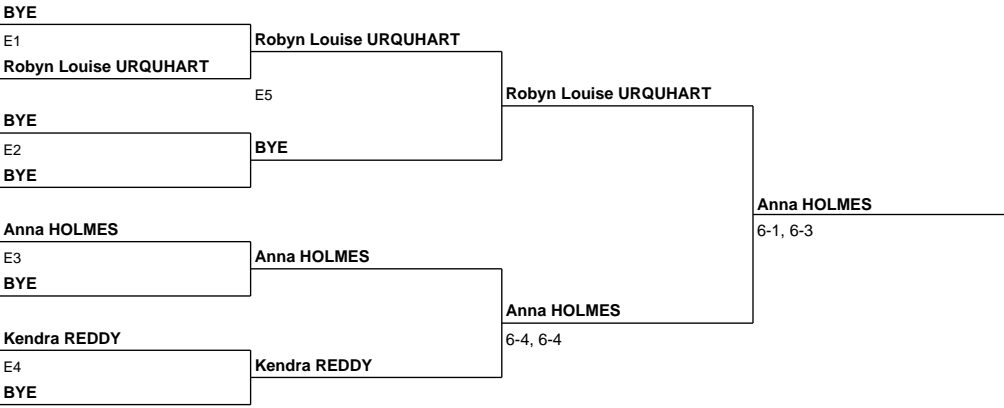 BYE
E1
Robyn Louise URQUHART
BYE
E2
BYE
Anna HOLMES
E3
BYE
Kendra REDDY
E4
BYE
Robyn Louise URQUHART
E5
BYE
Anna HOLMES
Kendra REDDY
Robyn Louise URQUHART
Anna HOLMES
6-4, 6-4
Anna HOLMES
6-1, 6-3